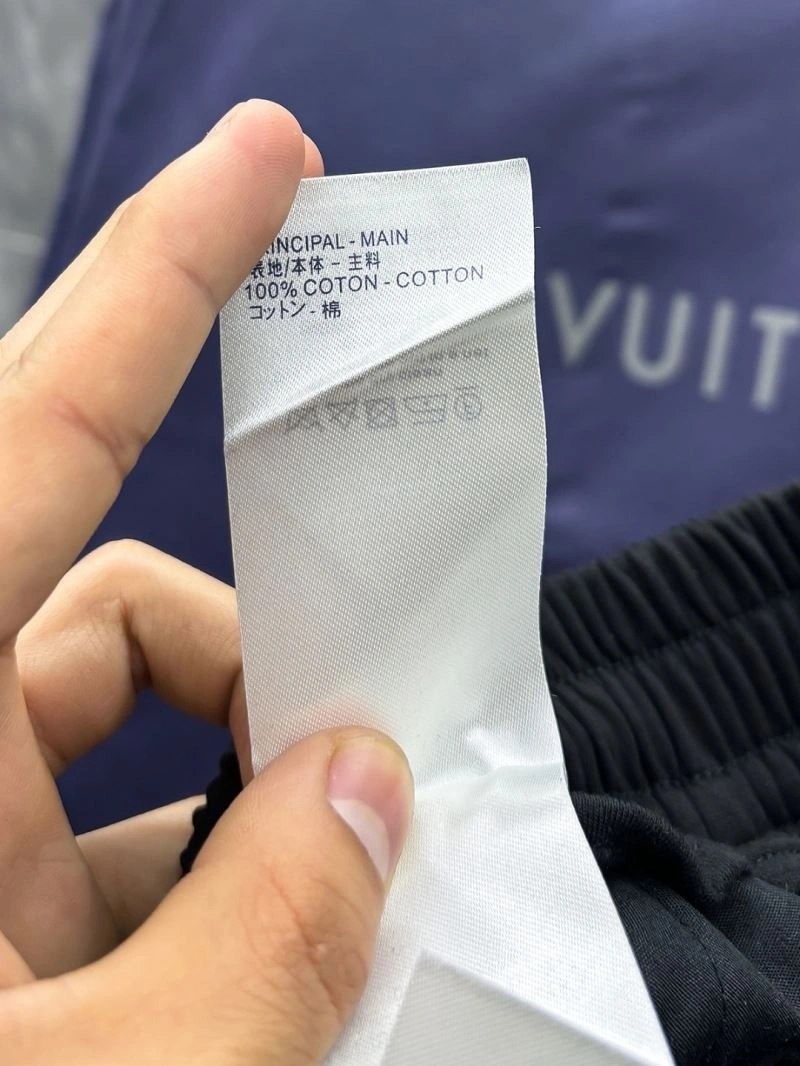 INCIPAL - MAIN
表地/本体 - 主料
100% COTON - COTTON
コットン - 棉
VUIT